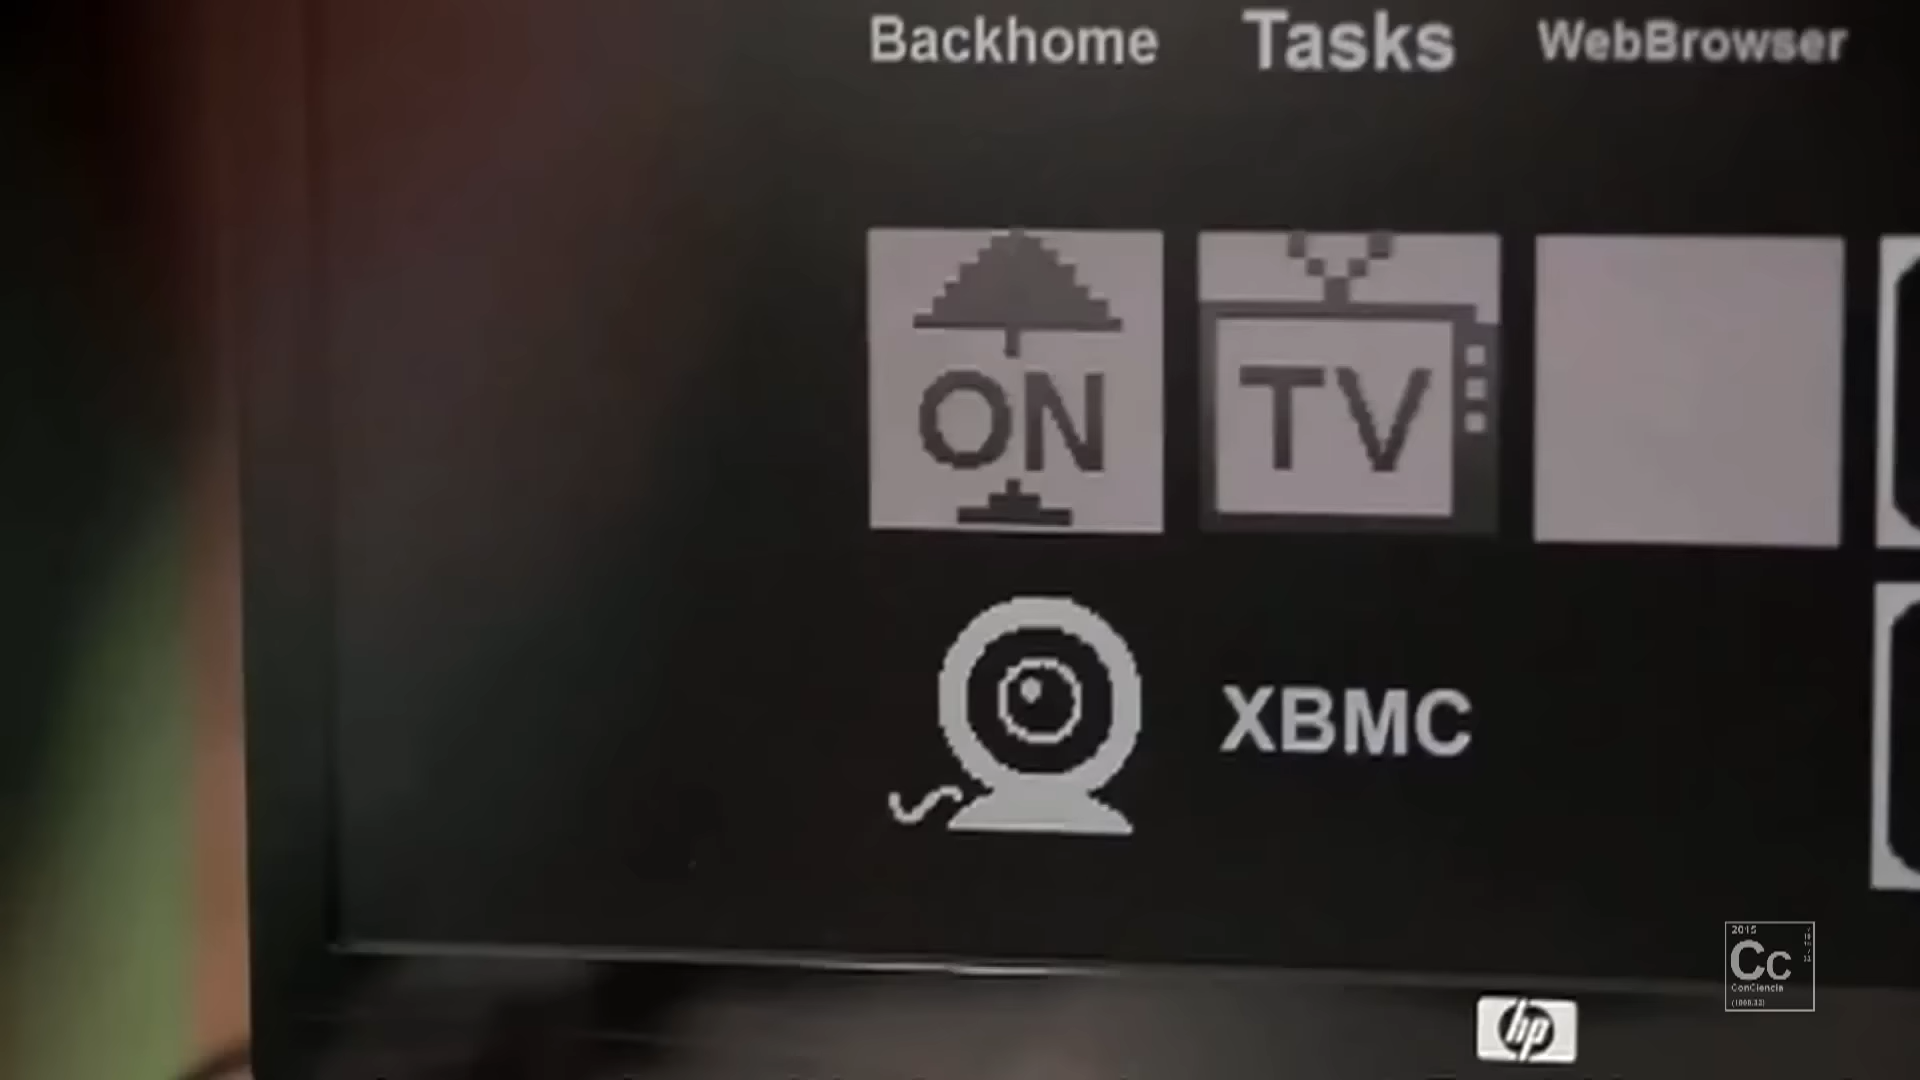 Backhome Tasks WebBrowser
ON TV
XBMC
2015
Cc
ConCiencia
hp